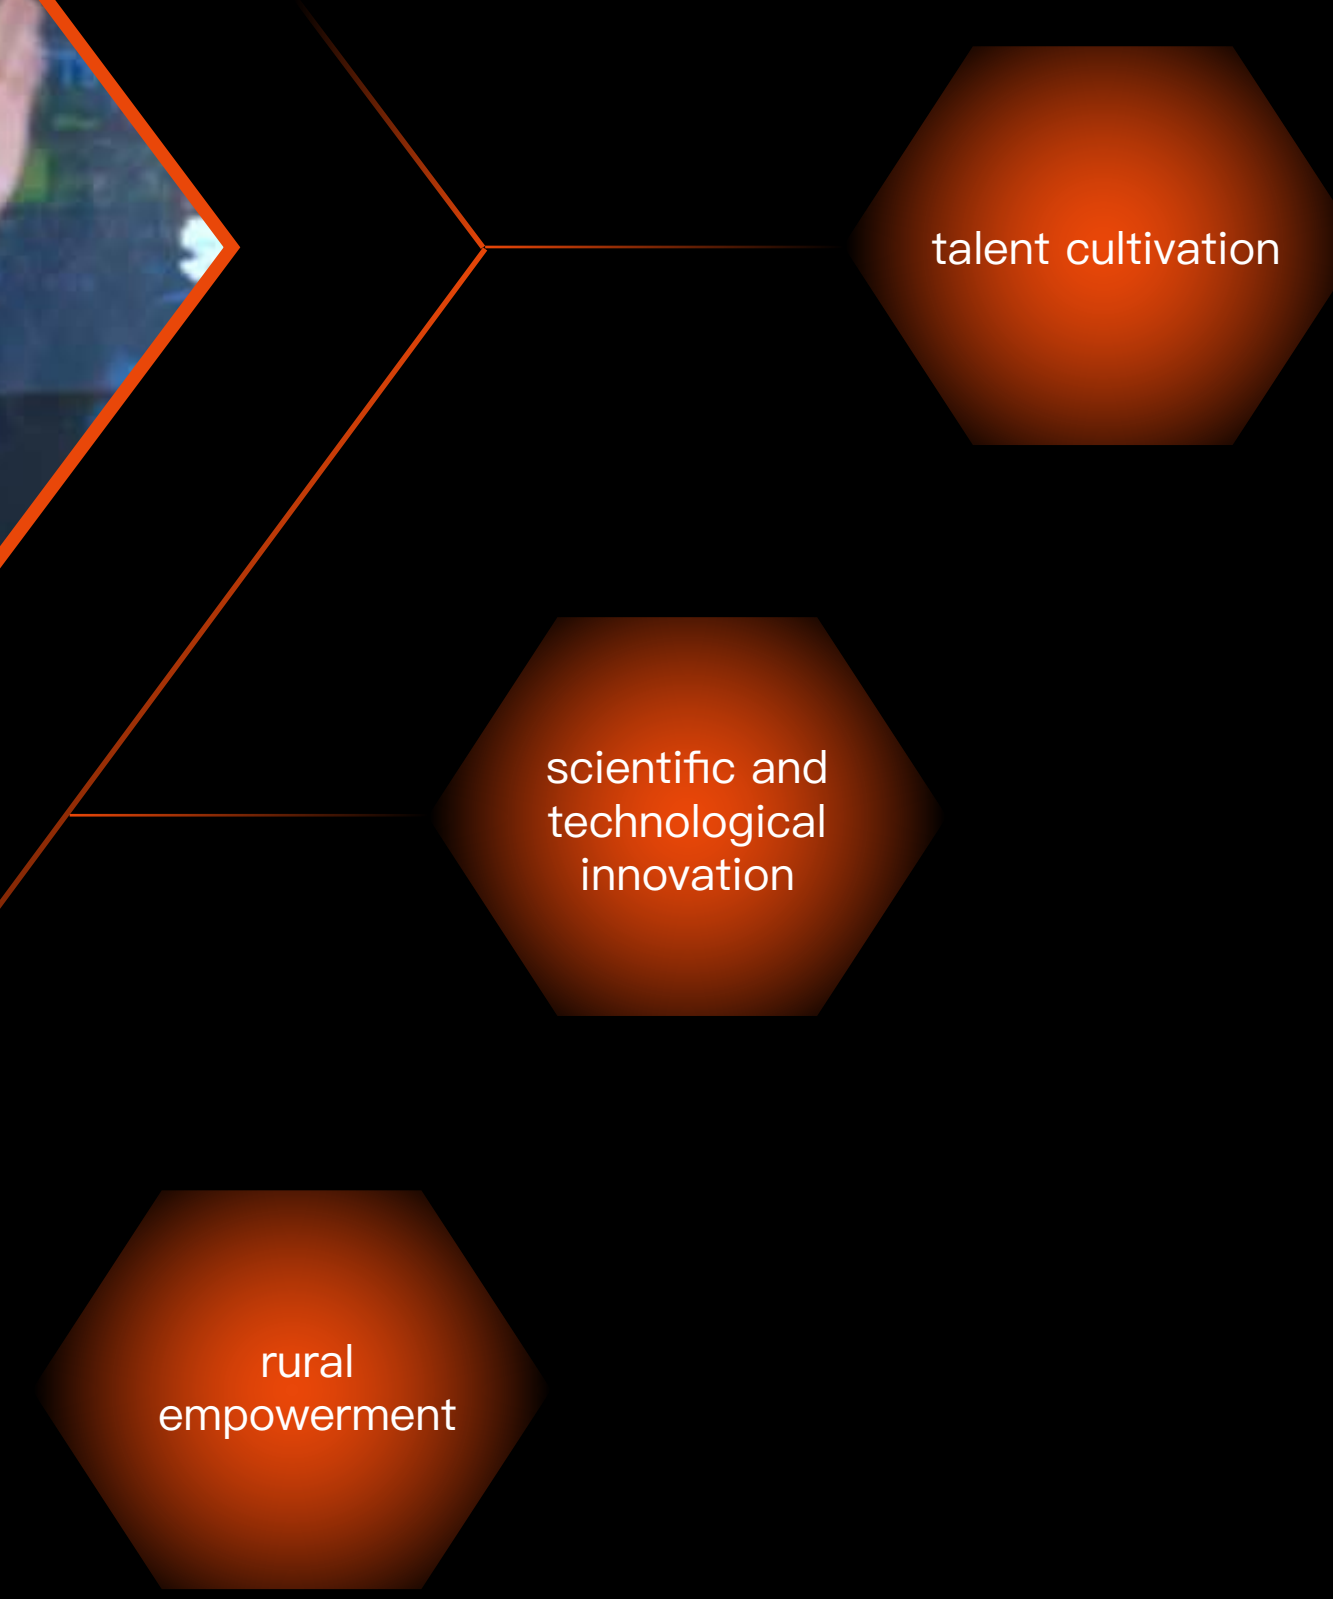 talent cultivation
scientific and
technological
innovation
rural
empowerment